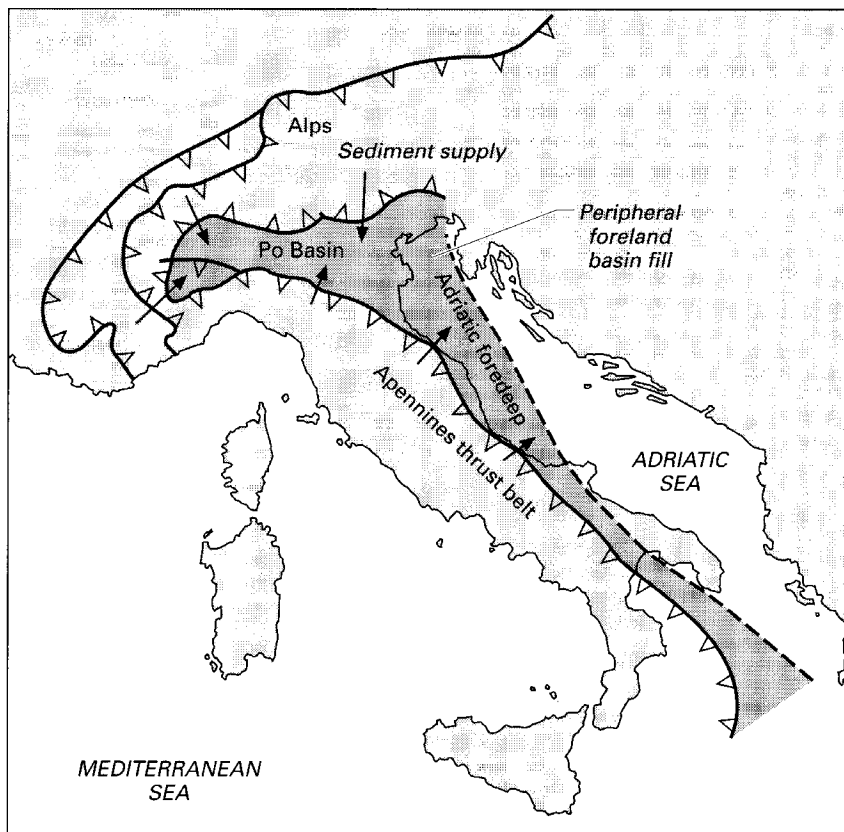 Alps
Sediment supply
Peripheral
foreland
basin fill
Po Basin
Adriatic foredeep
Apennines thrust belt
ADRIATIC
SEA
MEDITERRANEAN
SEA